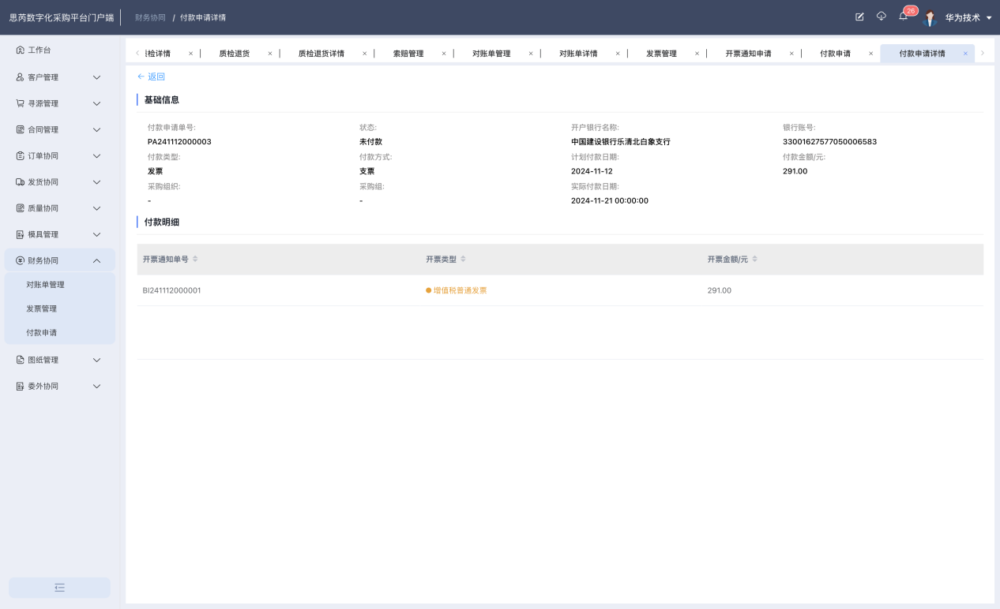 思芮数字化采购平台门户端
财务协同 / 付款申请详情
26
华为技术
工作台
客户管理
寻源管理
合同管理
订单协同
发货协同
质量协同
模具管理
财务协同
对账单管理
发票管理
付款申请
图纸管理
委外协同
质检详情 × | 质检退货 × | 质检退货详情 × | 索赔管理 × | 对账单管理 × | 对账单详情 × | 发票管理 × | 开票通知申请 × | 付款申请 × 付款申请详情 ×
返回
基础信息
付款申请单号: 状态: 开户银行名称: 银行账号:
PA241112000003 未付款 中国建设银行乐清北白象支行 33001627577050006583
付款类型: 付款方式: 计划付款日期: 付款金额/元:
发票 支票 2024-11-12 291.00
采购组织: 采购组: 实际付款日期:
- - 2024-11-21 00:00:00
付款明细
开票通知单号 开票类型 开票金额/元
BI241112000001 增值税普通发票 291.00